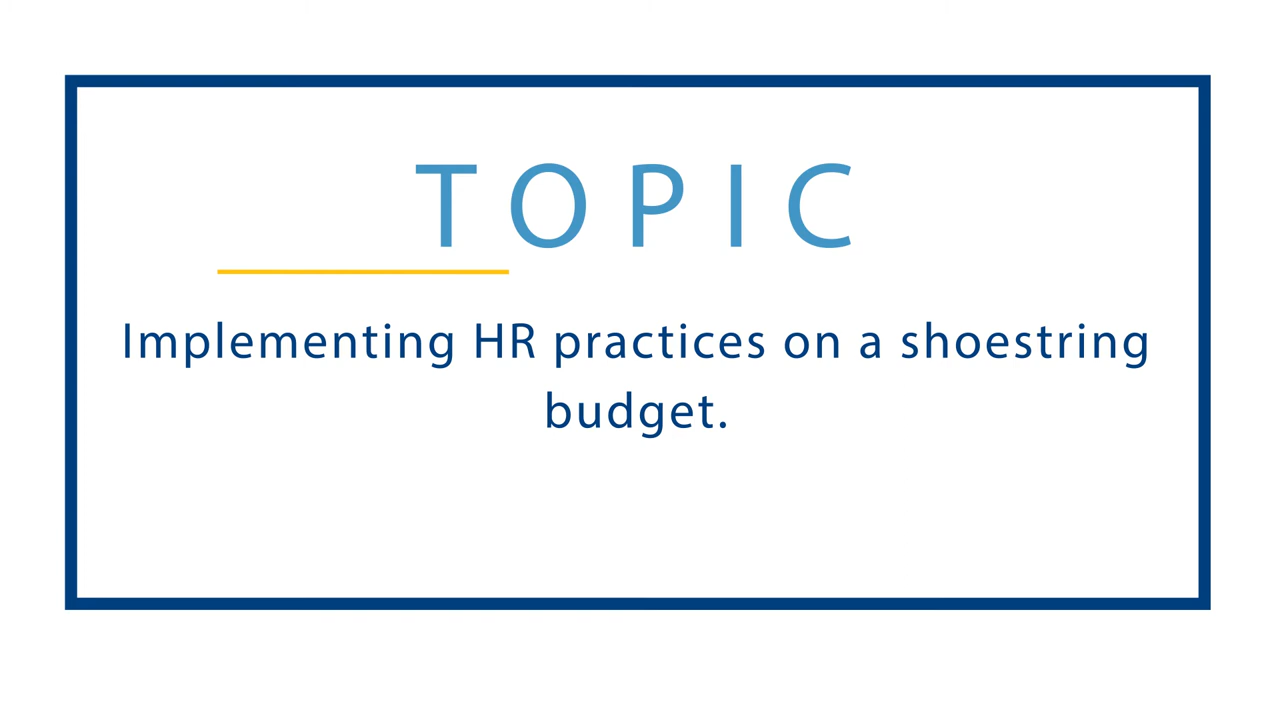 TOPIC
Implementing HR practices on a shoestring
budget.